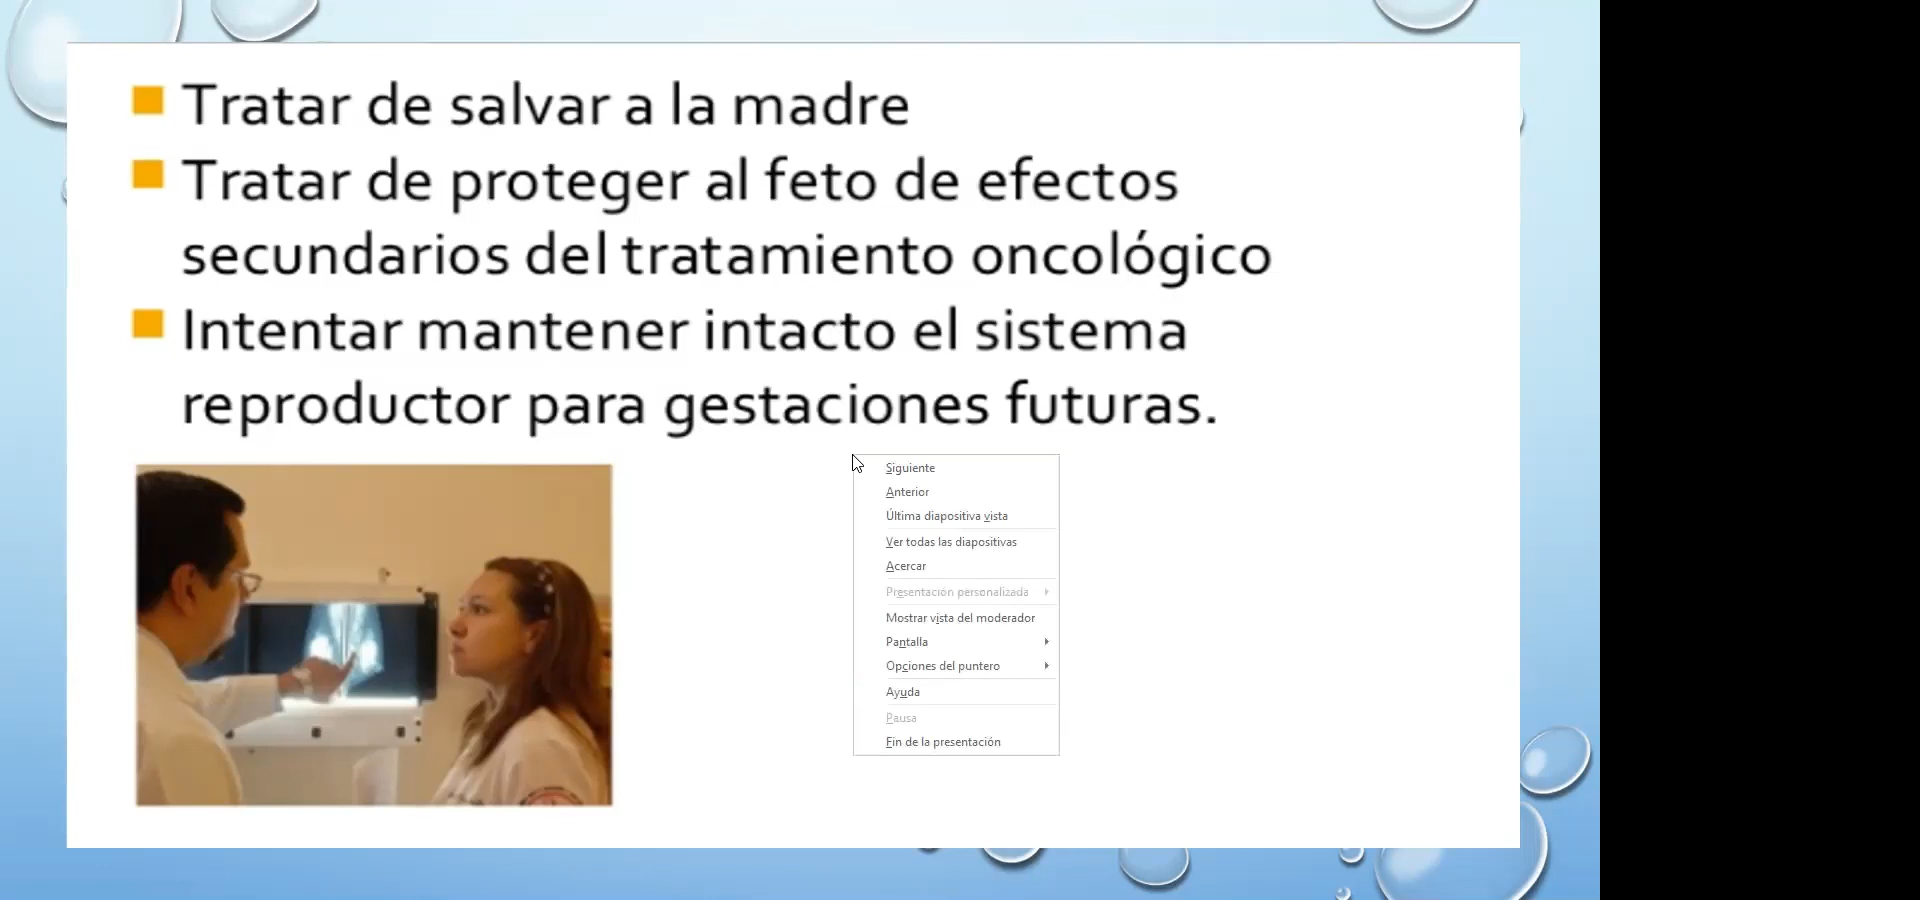 Tratar de salvar a la madre
Tratar de proteger al feto de efectos
secundarios del tratamiento oncológico
Intentar mantener intacto el sistema
reproductor para gestaciones futuras.
Siguiente
Anterior
Última diapositiva vista
Ver todas las diapositivas
Acercar
Presentación personalizada
Mostrar vista del moderador
Pantalla
Opciones del puntero
Ayuda
Pausa
Fin de la presentación